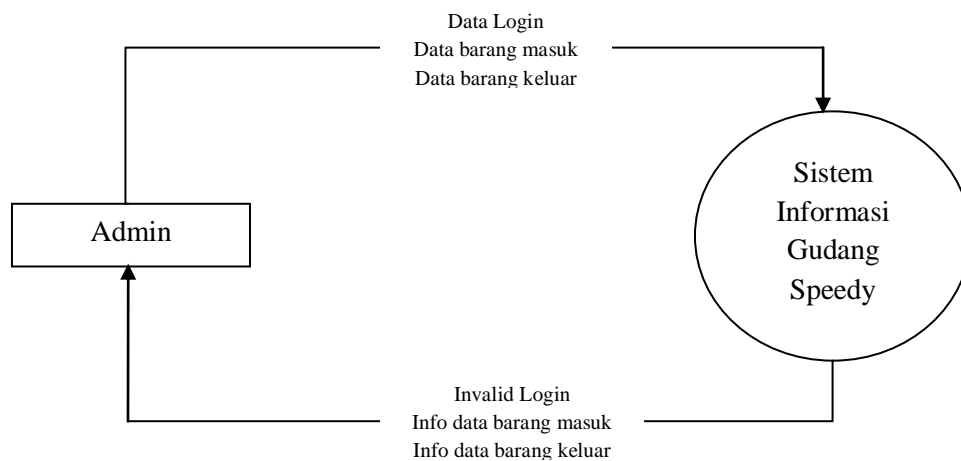 Data Login
Data barang masuk
Data barang keluar
Admin
Sistem
Informasi
Gudang
Speedy
Invalid Login
Info data barang masuk
Info data barang keluar